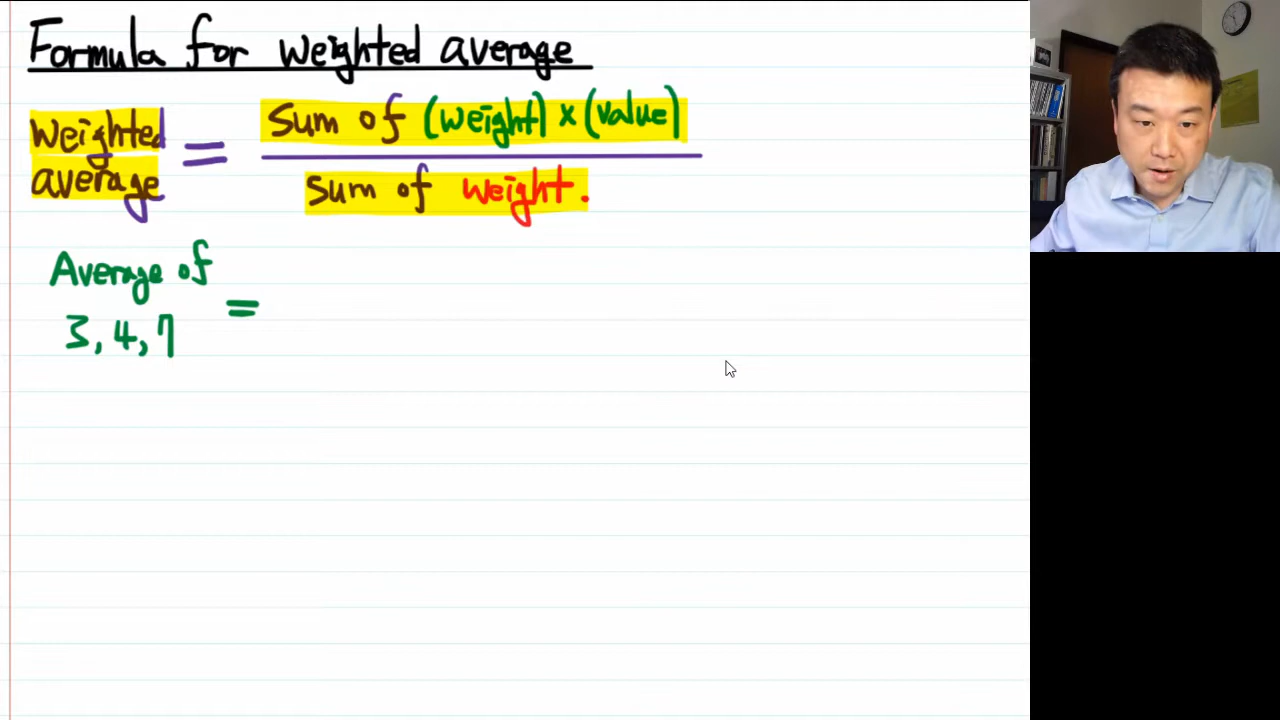 Formula for weighted average
Weighted average = Sum of (weight) × (value) / Sum of weight.
Average of
3, 4, 7 =